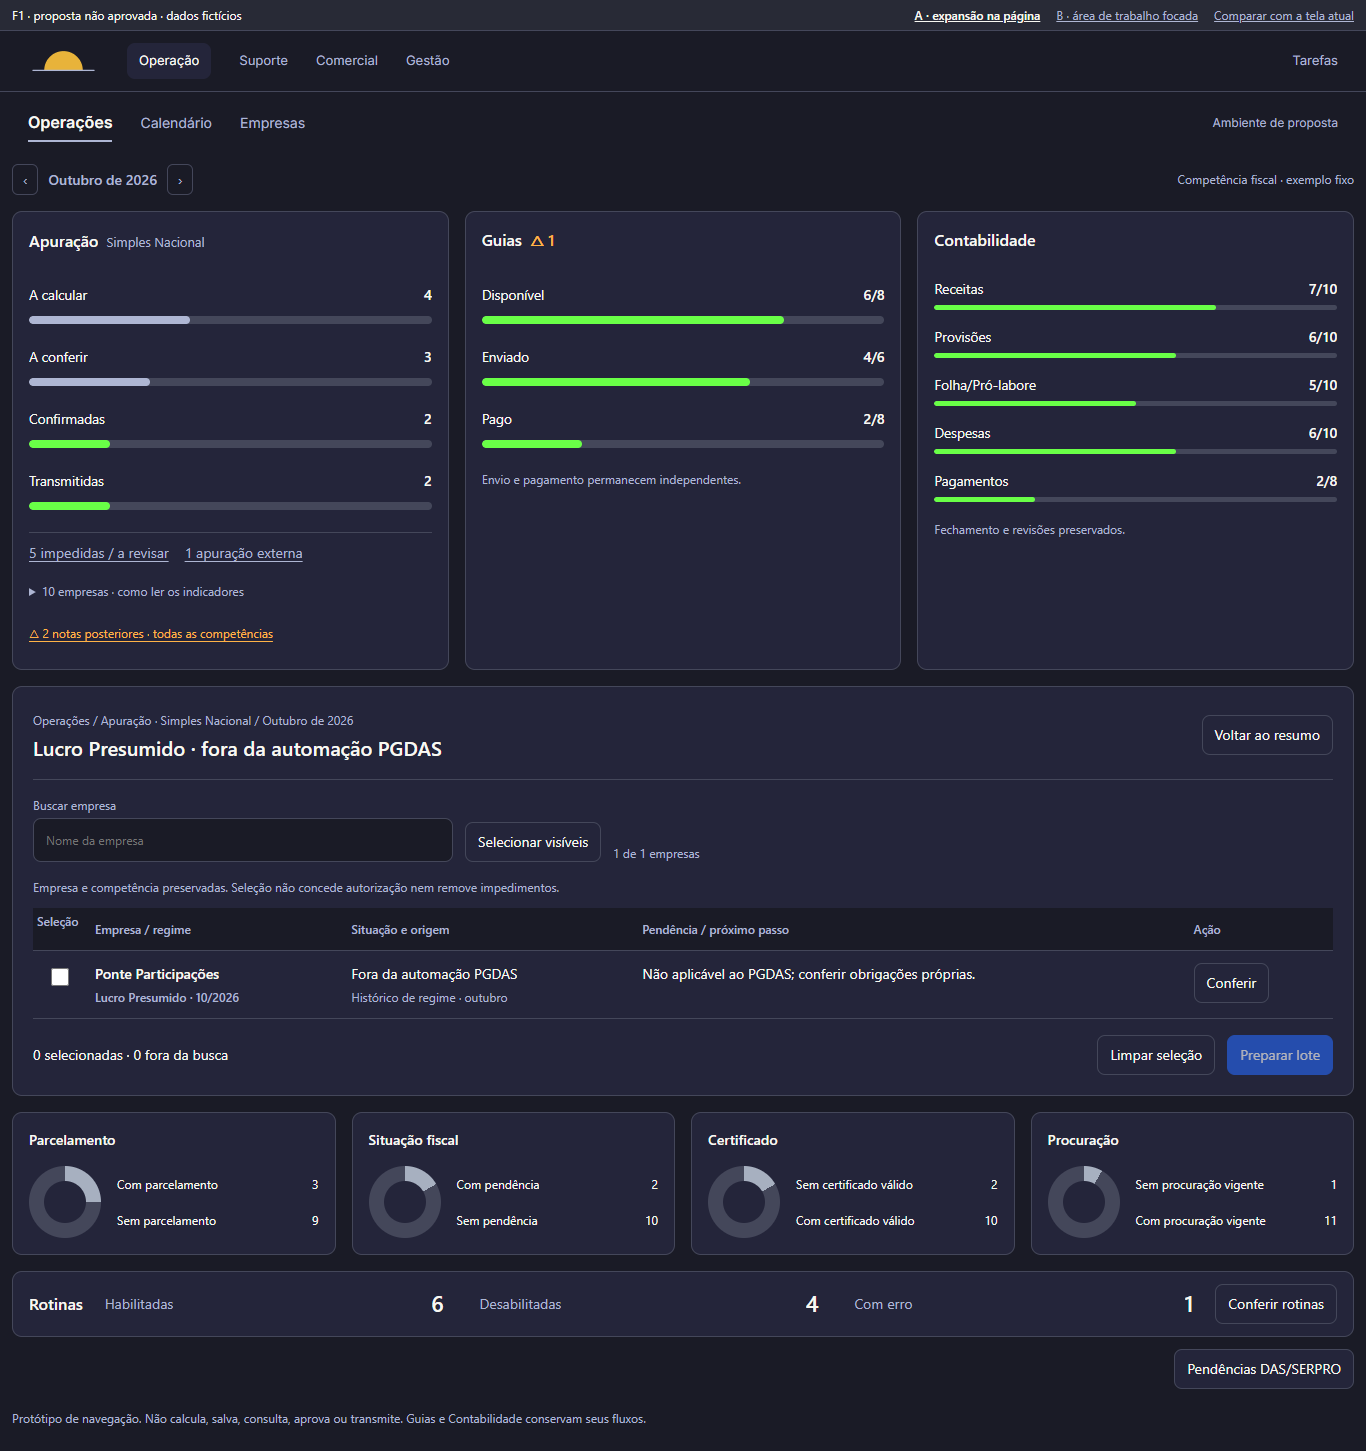 F1 · proposta não aprovada · dados fictícios
A · expansão na página
B · área de trabalho focada
Comparar com a tela atual
Operação
Suporte
Comercial
Gestão
Tarefas
Operações
Calendário
Empresas
Ambiente de proposta
‹
Outubro de 2026
›
Competência fiscal · exemplo fixo
Apuração Simples Nacional
A calcular 4
A conferir 3
Confirmadas 2
Transmitidas 2
5 impedidas / a revisar
1 apuração externa
▶ 10 empresas · como ler os indicadores
△ 2 notas posteriores · todas as competências
Guias △ 1
Disponível 6/8
Enviado 4/6
Pago 2/8
Envio e pagamento permanecem independentes.
Contabilidade
Receitas 7/10
Provisões 6/10
Folha/Pró-labore 5/10
Despesas 6/10
Pagamentos 2/8
Fechamento e revisões preservados.
Operações / Apuração · Simples Nacional / Outubro de 2026
Lucro Presumido · fora da automação PGDAS
Voltar ao resumo
Buscar empresa
Nome da empresa
Selecionar visíveis
1 de 1 empresas
Empresa e competência preservadas. Seleção não concede autorização nem remove impedimentos.
Seleção
Empresa / regime
Situação e origem
Pendência / próximo passo
Ação
Ponte Participações
Lucro Presumido · 10/2026
Fora da automação PGDAS
Histórico de regime · outubro
Não aplicável ao PGDAS; conferir obrigações próprias.
Conferir
0 selecionadas · 0 fora da busca
Limpar seleção
Preparar lote
Parcelamento
Com parcelamento 3
Sem parcelamento 9
Situação fiscal
Com pendência 2
Sem pendência 10
Certificado
Sem certificado válido 2
Com certificado válido 10
Procuração
Sem procuração vigente 1
Com procuração vigente 11
Rotinas
Habilitadas 6
Desabilitadas 4
Com erro 1
Conferir rotinas
Pendências DAS/SERPRO
Protótipo de navegação. Não calcula, salva, consulta, aprova ou transmite. Guias e Contabilidade conservam seus fluxos.